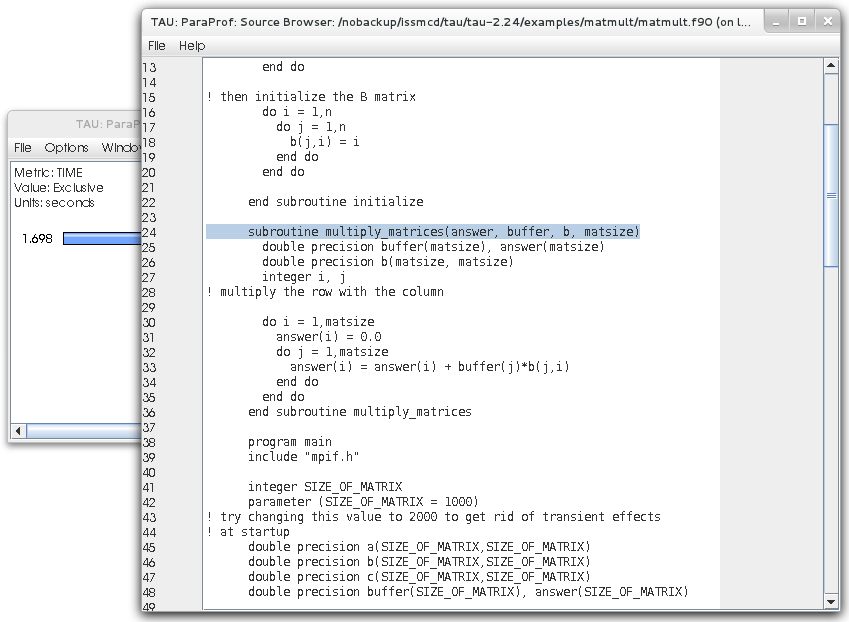 TAU: ParaProf: Source Browser: /nobackup/issmcd/tau/tau-2.24/examples/matmult/matmult.f90 (on l...
File Help
TAU: ParaP
File Options Windo
Metric: TIME
Value: Exclusive
Units: seconds
1.698
13 end do
14
15 ! then initialize the B matrix
16 do i = 1,n
17 do j = 1,n
18 b(j,i) = i
19 end do
20 end do
21
22 end subroutine initialize
23
24 subroutine multiply_matrices(answer, buffer, b, matsize)
25 double precision buffer(matsize), answer(matsize)
26 double precision b(matsize, matsize)
27 integer i, j
28 ! multiply the row with the column
29
30 do i = 1,matsize
31 answer(i) = 0.0
32 do j = 1,matsize
33 answer(i) = answer(i) + buffer(j)*b(j,i)
34 end do
35 end do
36 end subroutine multiply_matrices
37
38 program main
39 include "mpif.h"
40
41 integer SIZE_OF_MATRIX
42 parameter (SIZE_OF_MATRIX = 1000)
43 ! try changing this value to 2000 to get rid of transient effects
44 ! at startup
45 double precision a(SIZE_OF_MATRIX,SIZE_OF_MATRIX)
46 double precision b(SIZE_OF_MATRIX,SIZE_OF_MATRIX)
47 double precision c(SIZE_OF_MATRIX,SIZE_OF_MATRIX)
48 double precision buffer(SIZE_OF_MATRIX), answer(SIZE_OF_MATRIX)
49